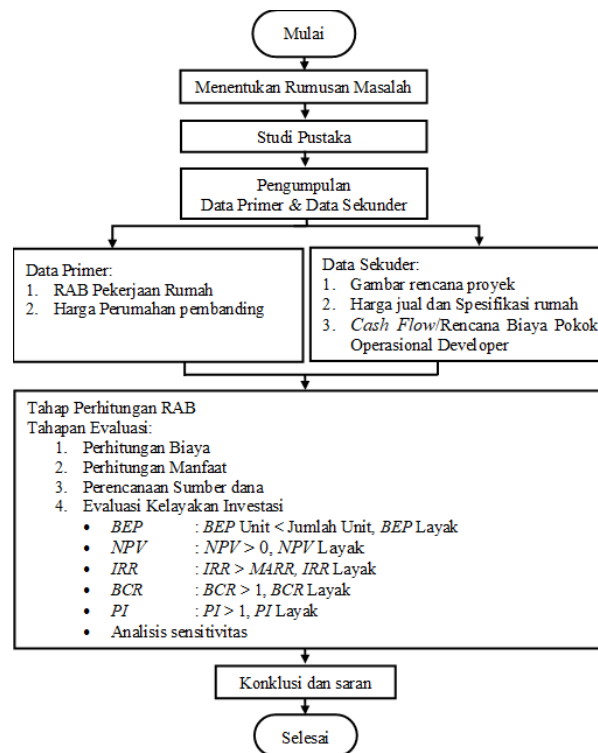 Mulai
Menentukan Rumusan Masalah
Studi Pustaka
Pengumpulan
Data Primer & Data Sekunder
Data Primer:
1. RAB Pekerjaan Rumah
2. Harga Perumahan pembanding
Data Sekuder:
1. Gambar rencana proyek
2. Harga jual dan Spesifikasi rumah
3. Cash Flow/Rencana Biaya Pokok
Operasional Developer
Tahap Perhitungan RAB
Tahapan Evaluasi:
1. Perhitungan Biaya
2. Perhitungan Manfaat
3. Perencanaan Sumber dana
4. Evaluasi Kelayakan Investasi
• BEP : BEP Unit < Jumlah Unit, BEP Layak
• NPV : NPV > 0, NPV Layak
• IRR : IRR > MARR, IRR Layak
• BCR : BCR > 1, BCR Layak
• PI : PI > 1, PI Layak
• Analisis sensitivitas
Konklusi dan saran
Selesai